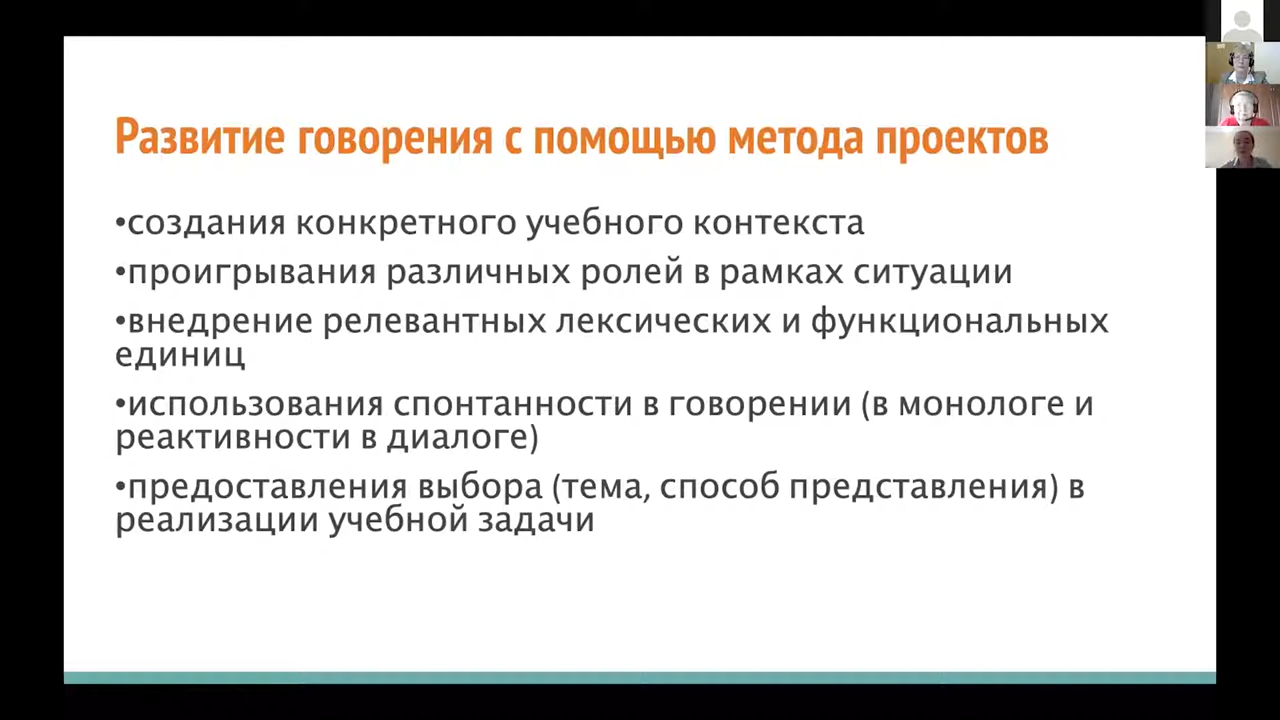 Развитие говорения с помощью метода проектов
•создания конкретного учебного контекста
•проигрывания различных ролей в рамках ситуации
•внедрение релевантных лексических и функциональных
единиц
•использования спонтанности в говорении (в монологе и
реактивности в диалоге)
•предоставления выбора (тема, способ представления) в
реализации учебной задачи